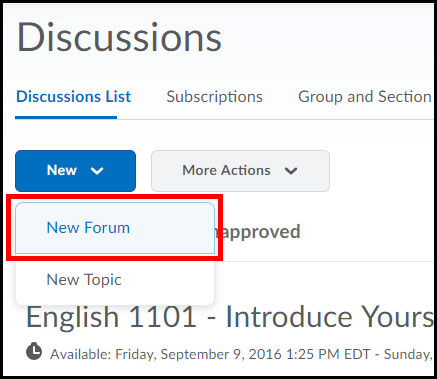 Discussions
Discussions List Subscriptions Group and Section
New More Actions
New Forum
New Topic
English 1101 - Introduce Yours
Available: Friday, September 9, 2016 1:25 PM EDT - Sunday,